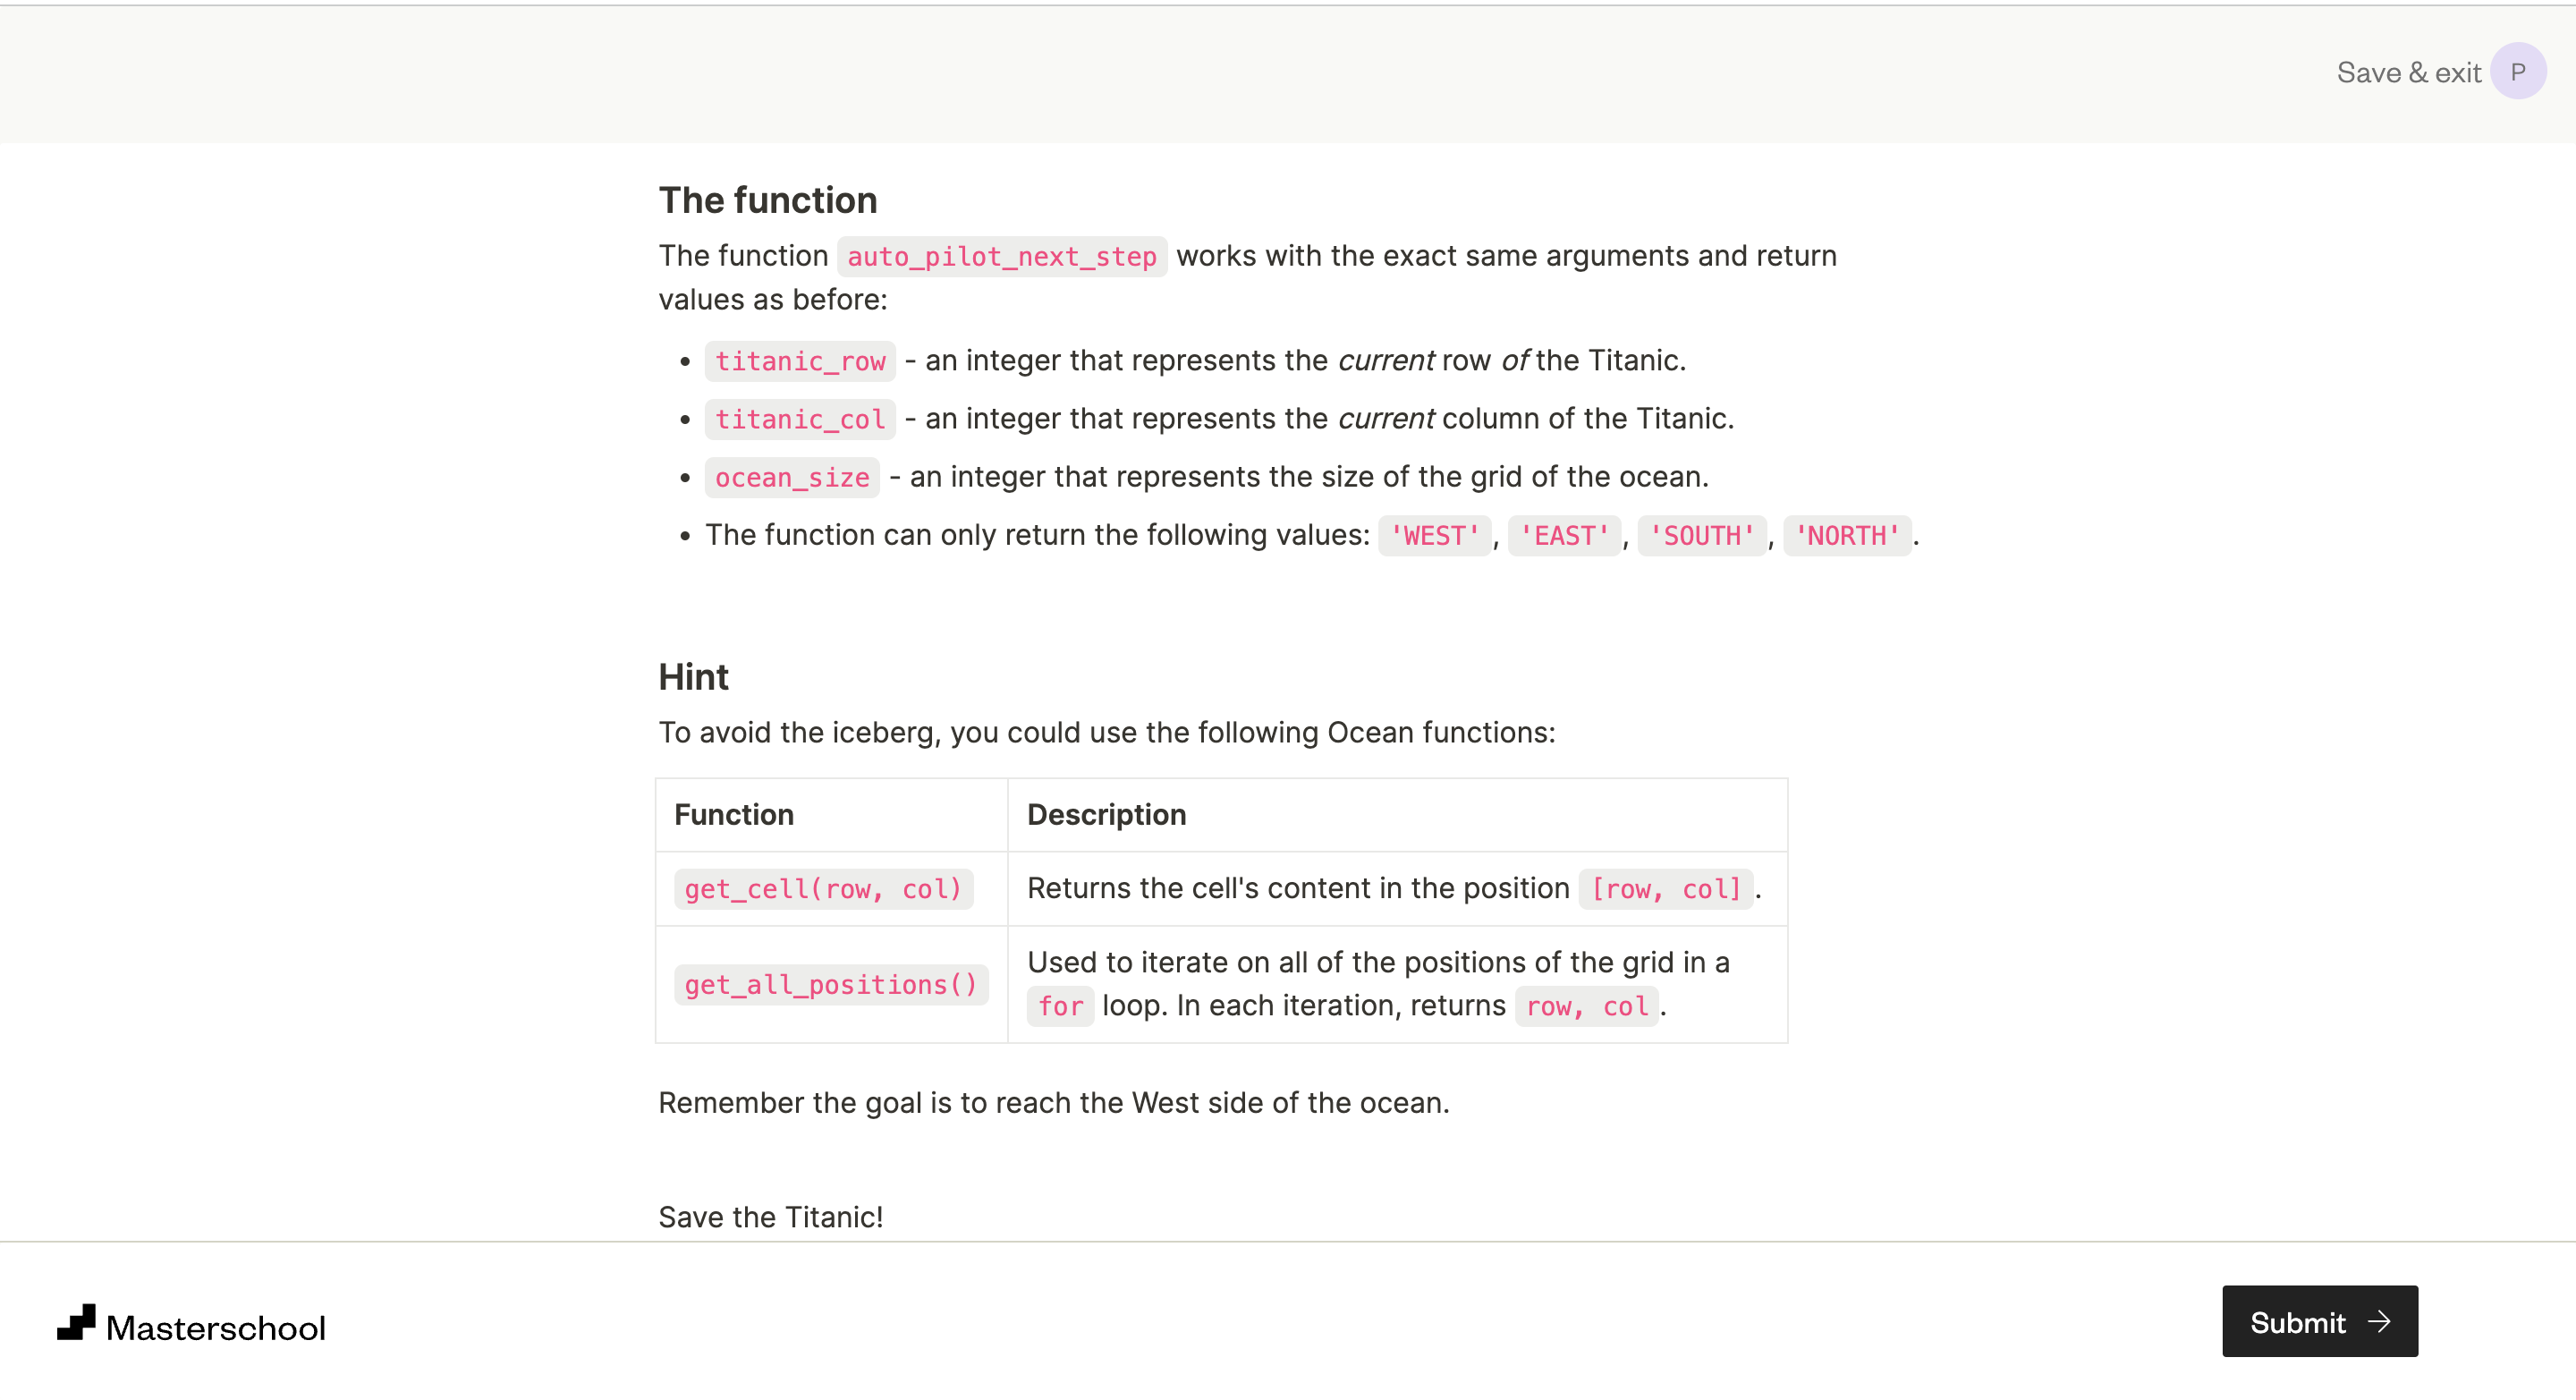 Save & exit P
The function
The function auto_pilot_next_step works with the exact same arguments and return
values as before:
• titanic_row - an integer that represents the current row of the Titanic.
• titanic_col - an integer that represents the current column of the Titanic.
• ocean_size - an integer that represents the size of the grid of the ocean.
• The function can only return the following values: 'WEST', 'EAST', 'SOUTH', 'NORTH'.
Hint
To avoid the iceberg, you could use the following Ocean functions:
Function Description
get_cell(row, col) Returns the cell's content in the position [row, col].
get_all_positions() Used to iterate on all of the positions of the grid in a
for loop. In each iteration, returns row, col.
Remember the goal is to reach the West side of the ocean.
Save the Titanic!
Masterschool
Submit →